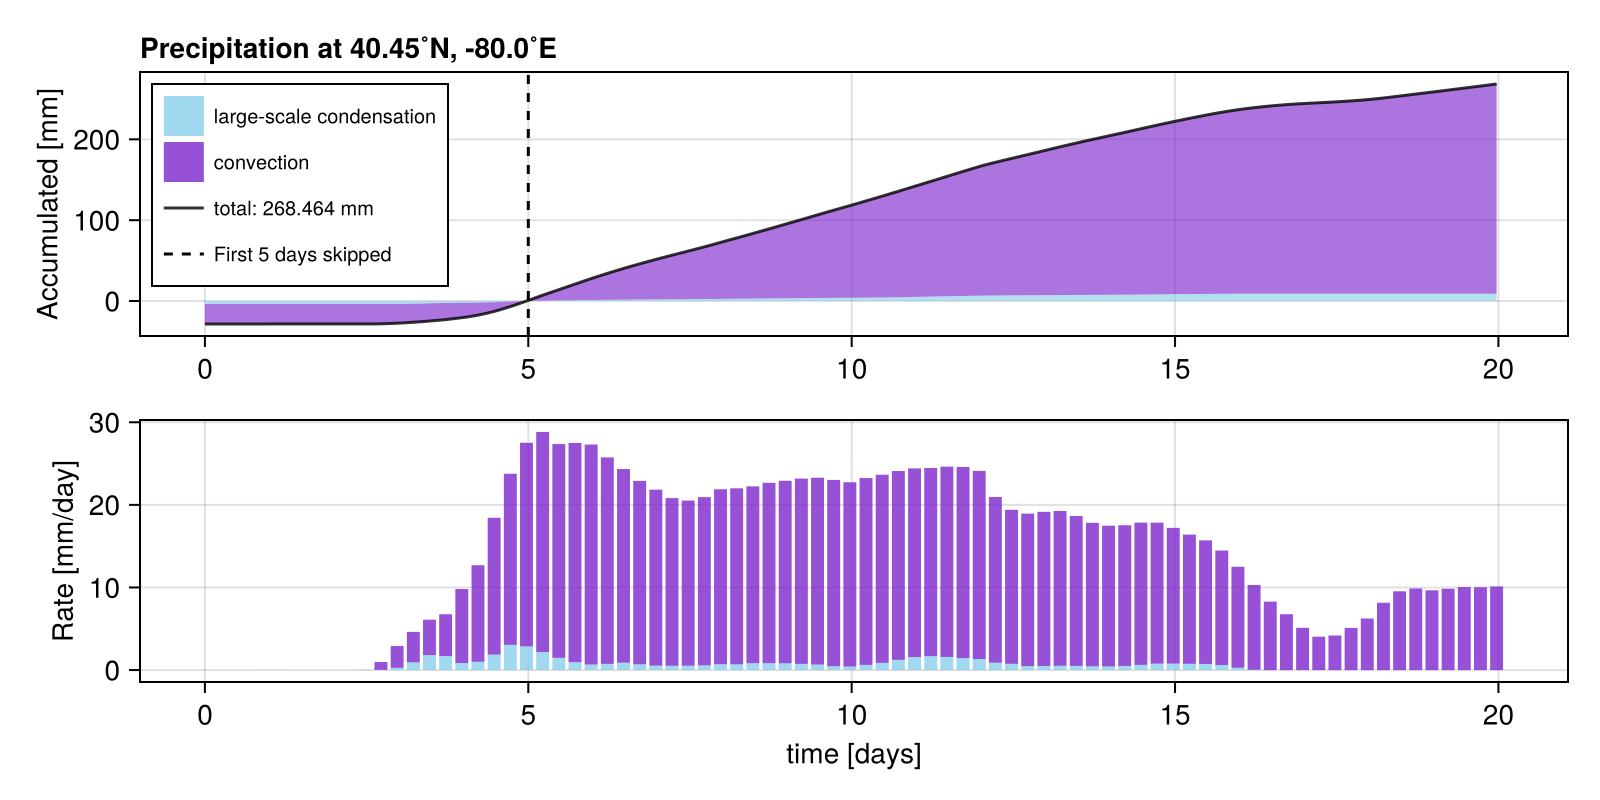 Precipitation at 40.45˚N, -80.0˚E
Accumulated [mm]
200
100
0
large-scale condensation
convection
total: 268.464 mm
First 5 days skipped
0 5 10 15 20
Rate [mm/day]
30
20
10
0
0 5 10 15 20
time [days]